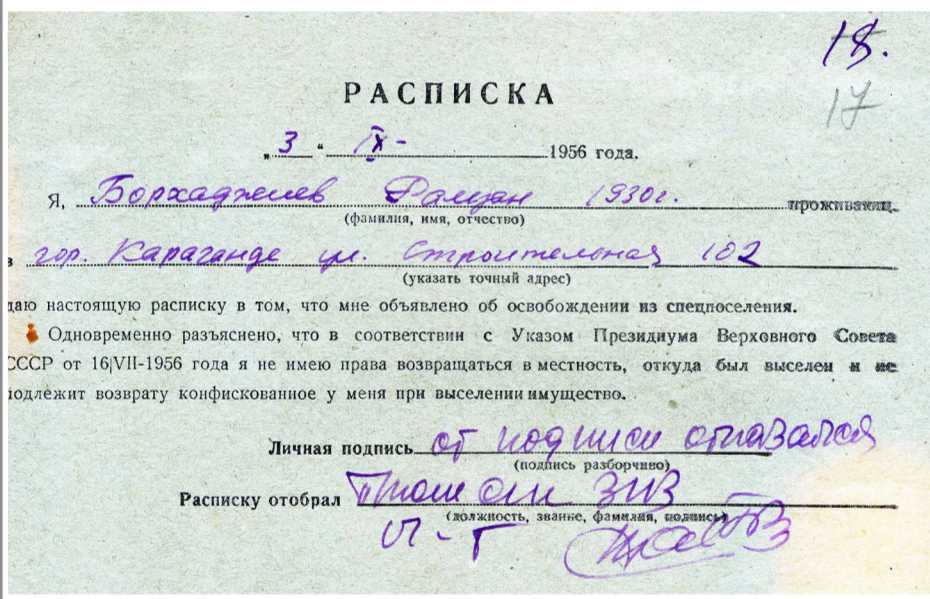 18.
17
РАСПИСКА
„3“ IX- 1956 года.
Я, Борхаджиев Рамзан 1930г. проживающ.
(фамилия, имя, отчество)
в гор. Караганде ул. Строительная 102
(указать точный адрес)
даю настоящую расписку в том, что мне объявлено об освобождении из спецпоселения.
Одновременно разъяснено, что в соответствии с Указом Президиума Верховного Совета
СССР от 16/VII-1956 года я не имею права возвращаться в местность, откуда был выселен и не
подлежит возврату конфискованное у меня при выселении имущество.
Личная подпись от подписи отказался
(подпись разборчиво)
Расписку отобрал
(должность, звание, фамилия, подпись)